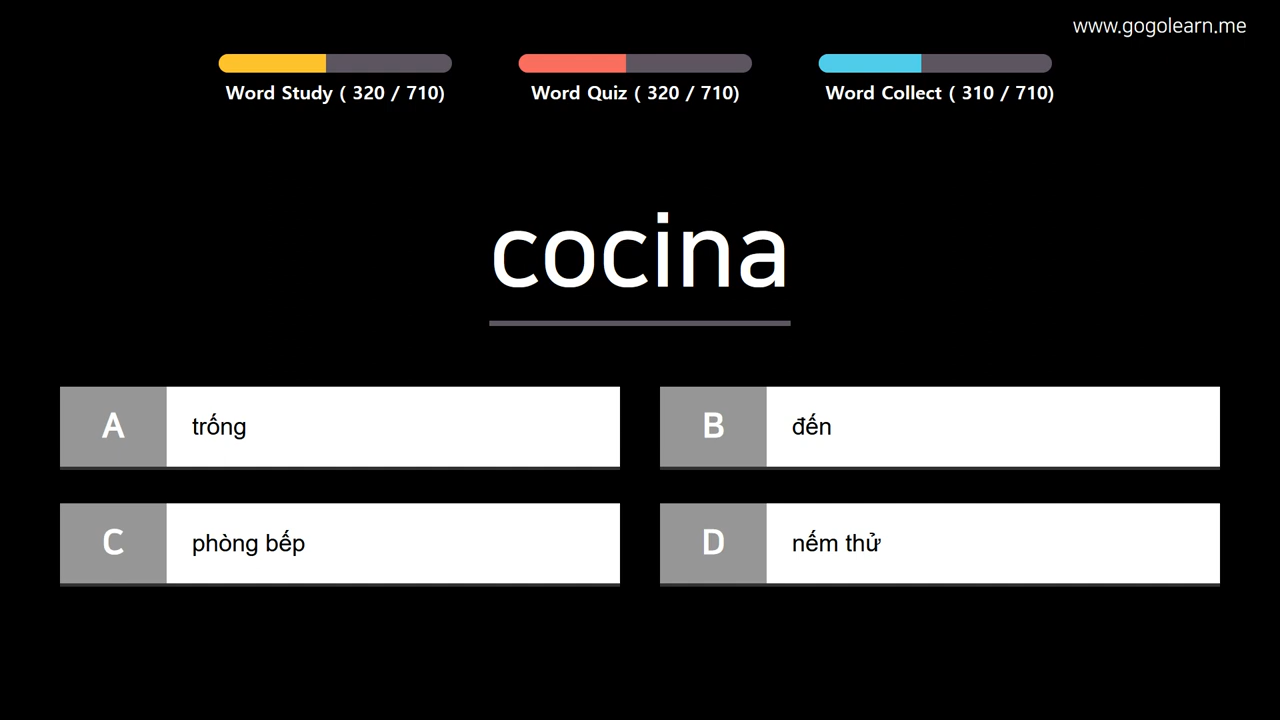 www.gogolearn.me
Word Study ( 320 / 710)
Word Quiz ( 320 / 710)
Word Collect ( 310 / 710)
cocina
A trống
B đến
C phòng bếp
D nếm thử